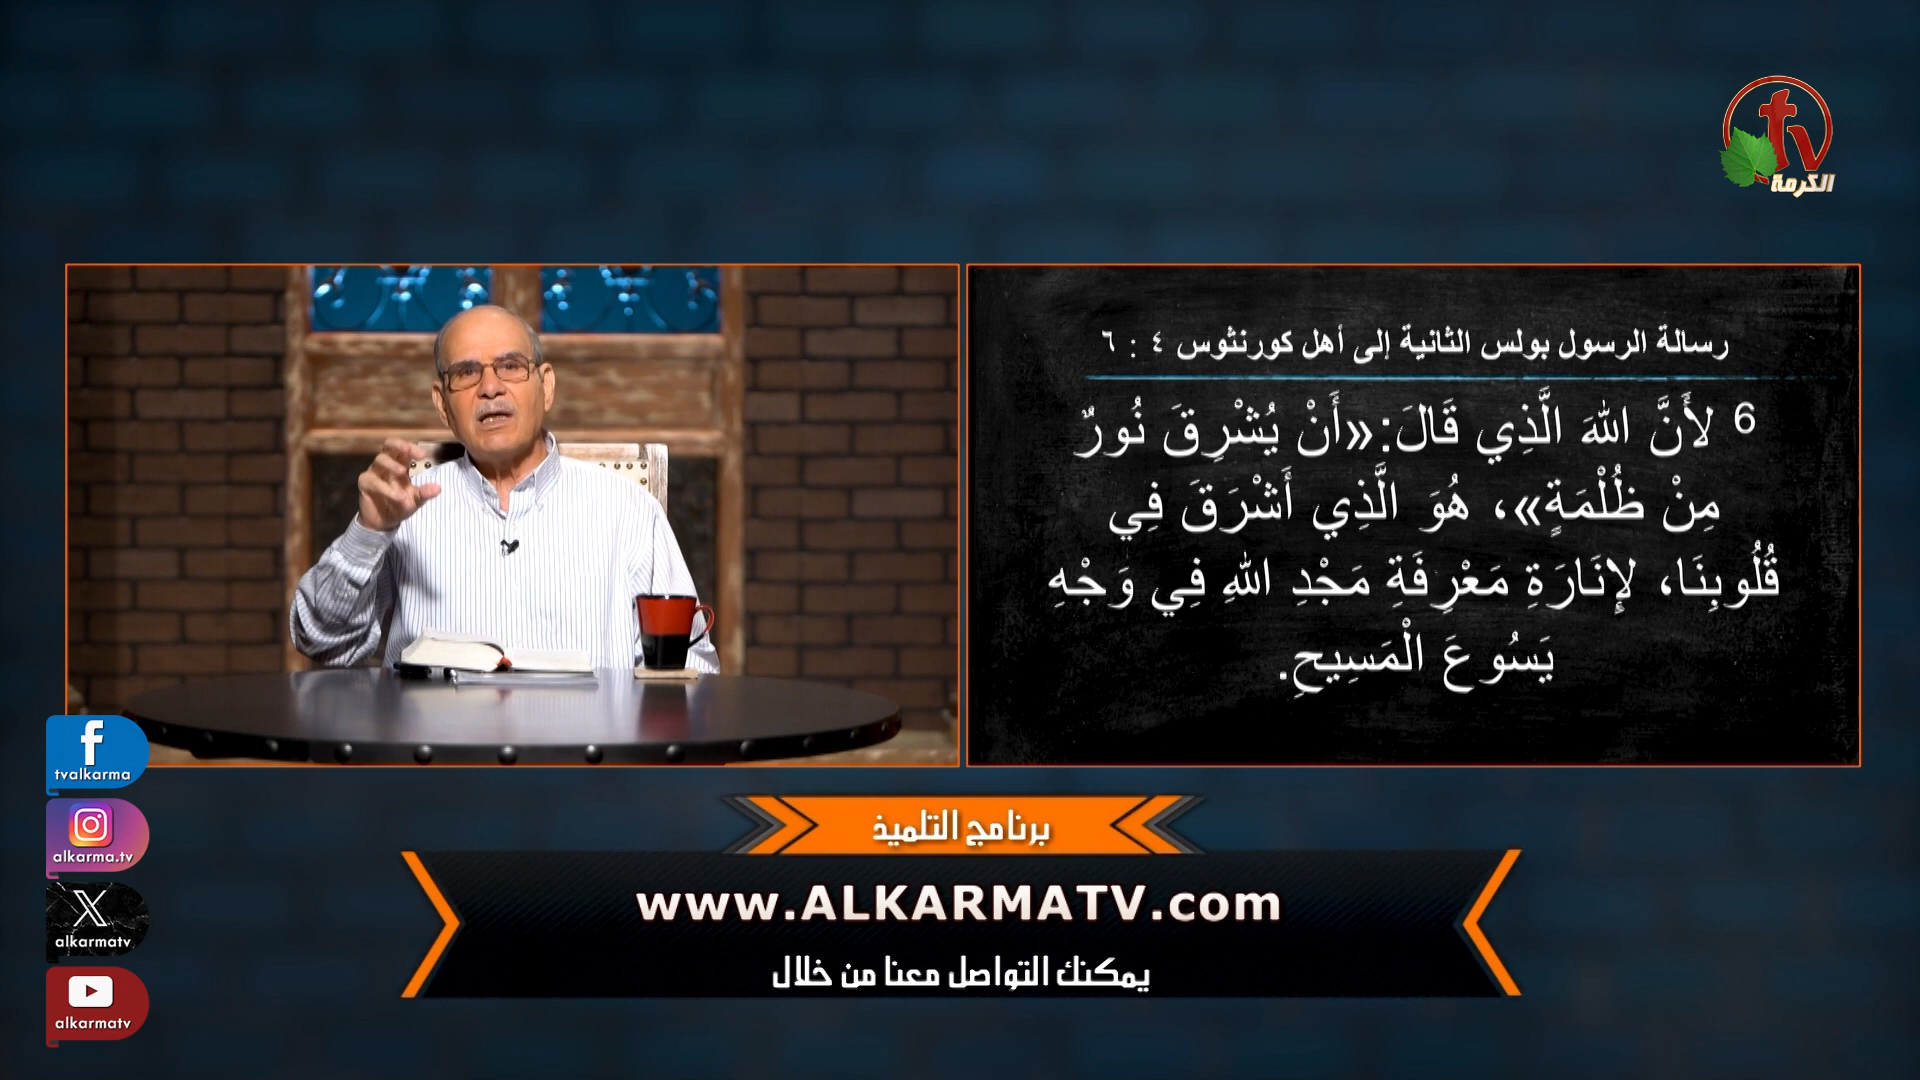 tv
الكرمة
رسالة الرسول بولس الثانية إلى أهل كورنثوس ٤ : ٦
6 لأَنَّ اللهَ الَّذِي قَالَ:«أَنْ يُشْرِقَ نُورٌ
مِنْ ظُلْمَةٍ»، هُوَ الَّذِي أَشْرَقَ فِي
قُلُوبِنَا، لإِنَارَةِ مَعْرِفَةِ مَجْدِ اللهِ فِي وَجْهِ
يَسُوعَ الْمَسِيحِ.
tvalkarma
alkarma.tv
alkarmatv
alkarmatv
برنامج التلميذ
www.ALKARMATV.com
يمكنك التواصل معنا من خلال